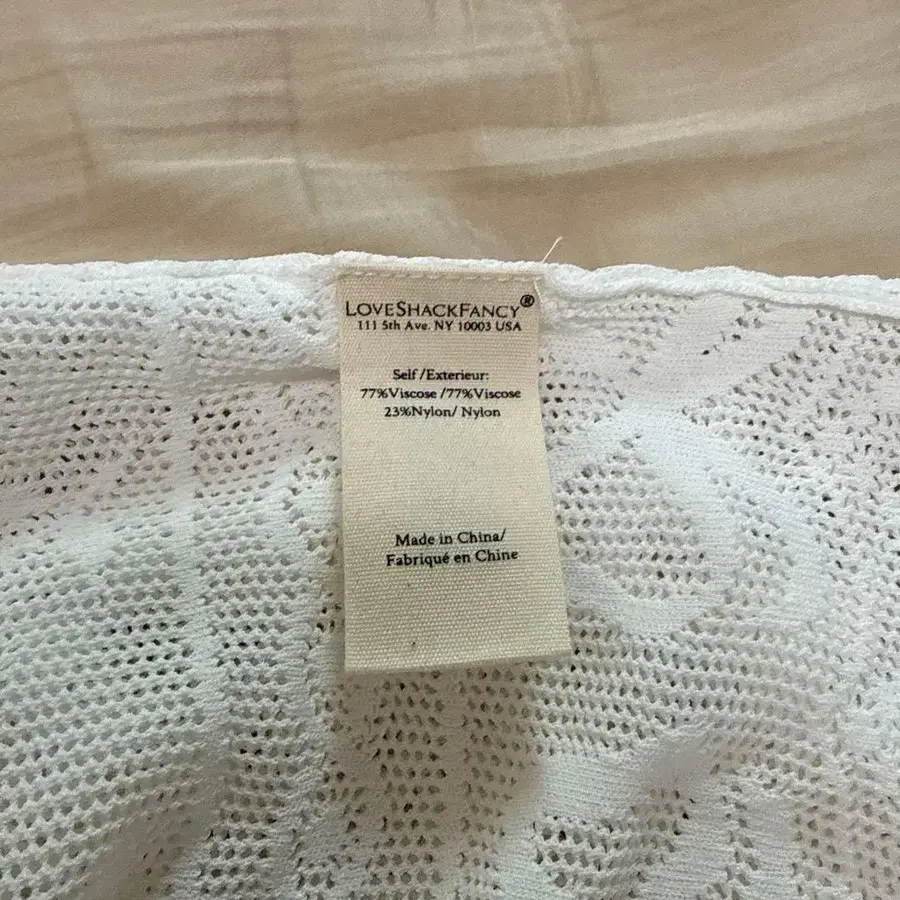 LOVESHACKFANCY®
111 5th Ave. NY 10003 USA
Self /Exterieur:
77%Viscose /77%Viscose
23%Nylon/ Nylon
Made in China/
Fabriqué en Chine